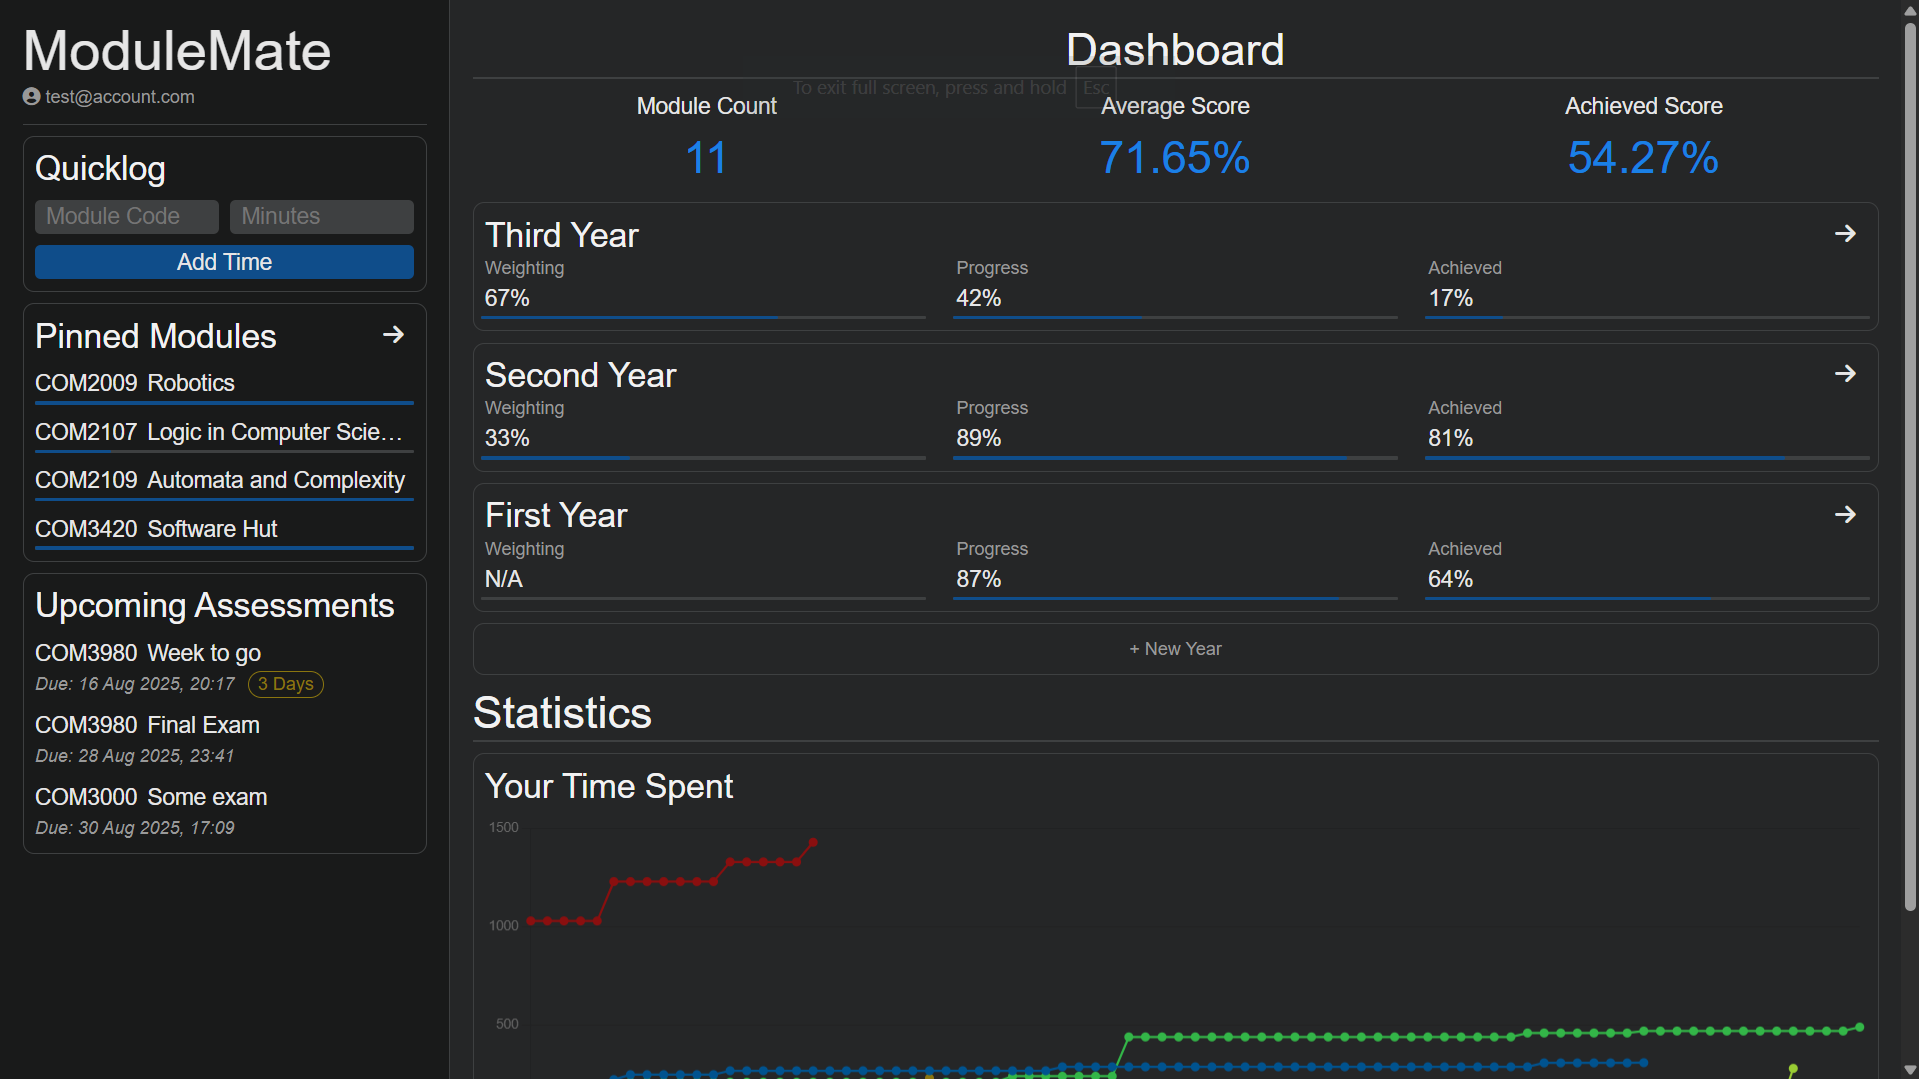 ModuleMate
test@account.com
Quicklog
Module Code Minutes
Add Time
Pinned Modules
COM2009 Robotics
COM2107 Logic in Computer Scie…
COM2109 Automata and Complexity
COM3420 Software Hut
Upcoming Assessments
COM3980 Week to go
Due: 16 Aug 2025, 20:17 3 Days
COM3980 Final Exam
Due: 28 Aug 2025, 23:41
COM3000 Some exam
Due: 30 Aug 2025, 17:09
Dashboard
To exit full screen, press and hold Esc
Module Count Average Score Achieved Score
11 71.65% 54.27%
Third Year
Weighting Progress Achieved
67% 42% 17%
Second Year
Weighting Progress Achieved
33% 89% 81%
First Year
Weighting Progress Achieved
N/A 87% 64%
+ New Year
Statistics
Your Time Spent
1500
1000
500